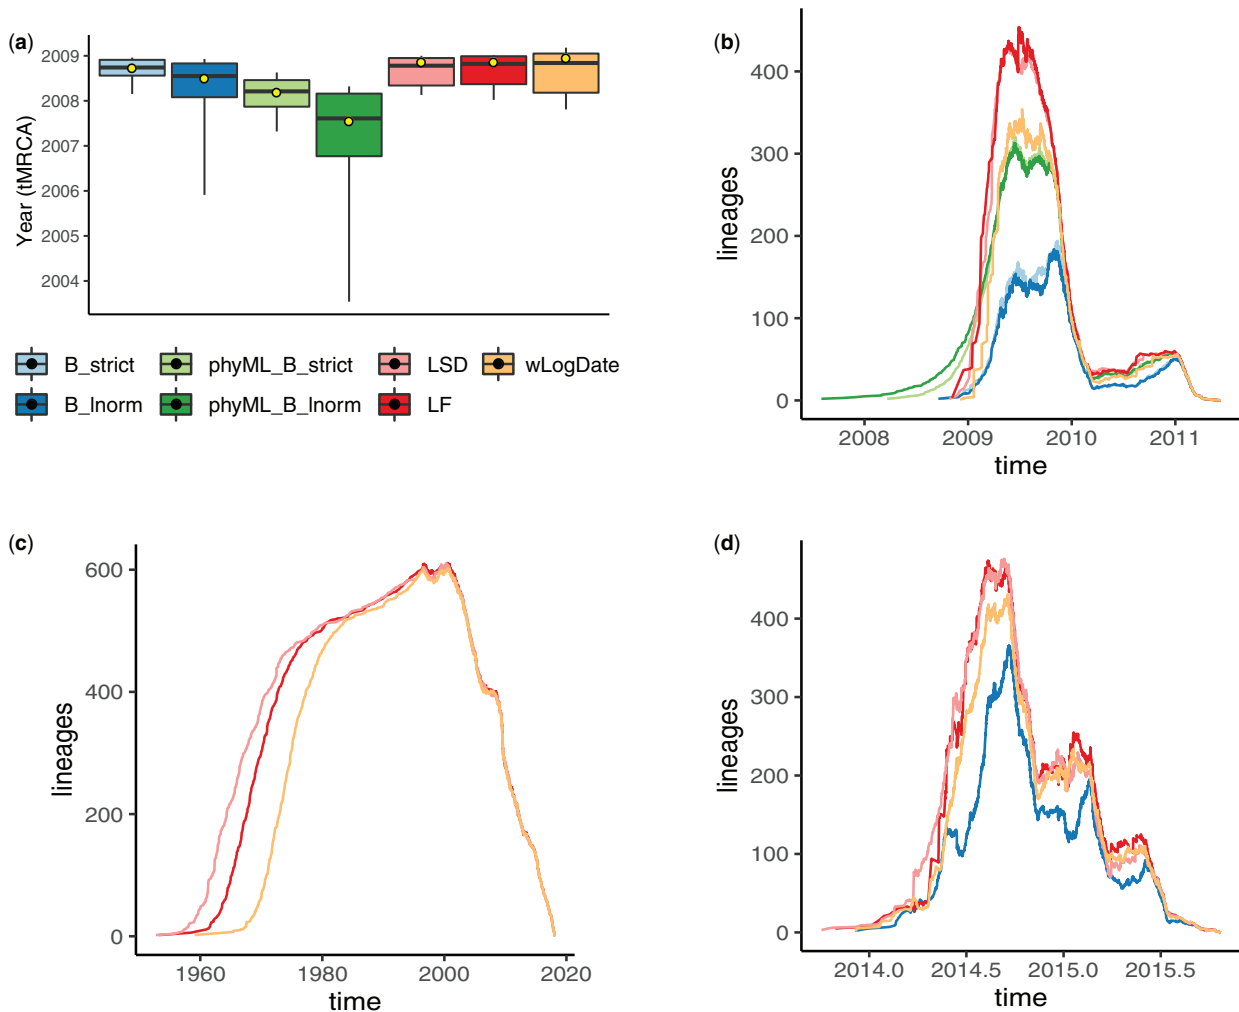 (a)
Year (tMRCA)
2009
2008
2007
2006
2005
2004
B_strict
phyML_B_strict
LSD
wLogDate
B_lnorm
phyML_B_lnorm
LF
(b)
lineages
400
300
200
100
0
2008 2009 2010 2011
time
(c)
lineages
600
400
200
0
1960 1980 2000 2020
time
(d)
lineages
400
300
200
100
0
2014.0 2014.5 2015.0 2015.5
time